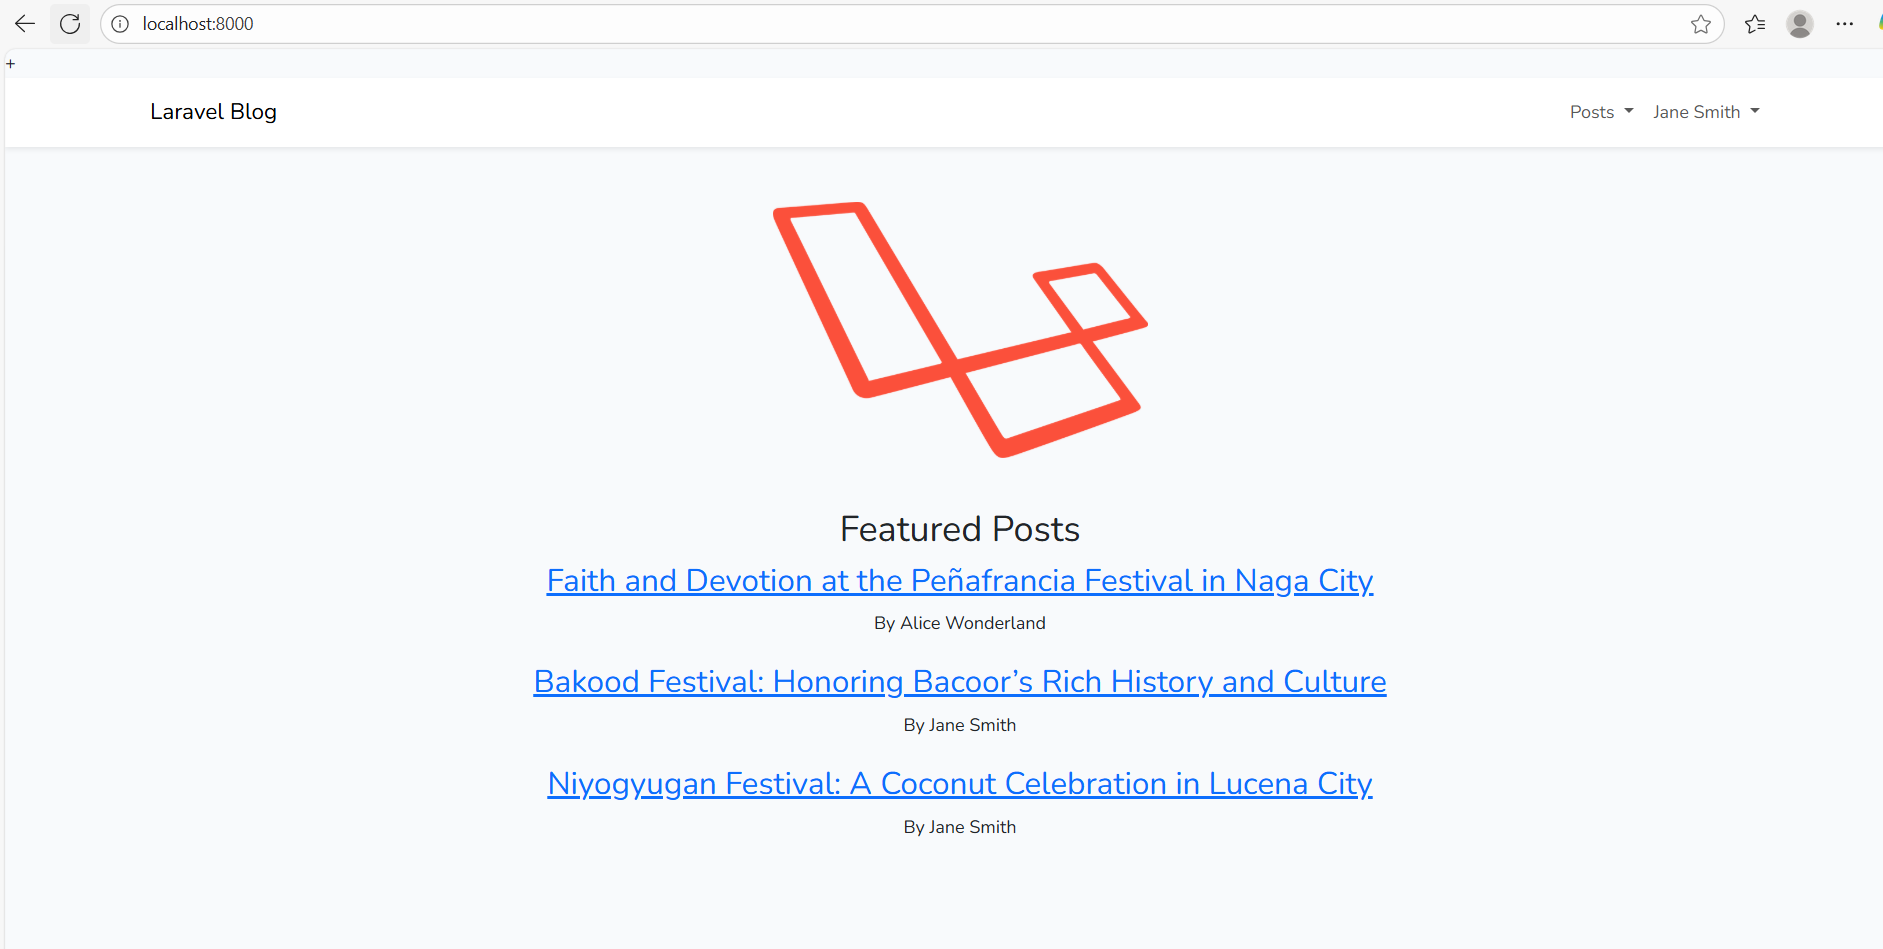 localhost:8000
+
Laravel Blog Posts Jane Smith
Featured Posts
Faith and Devotion at the Peñafrancia Festival in Naga City
By Alice Wonderland
Bakood Festival: Honoring Bacoor’s Rich History and Culture
By Jane Smith
Niyogyugan Festival: A Coconut Celebration in Lucena City
By Jane Smith